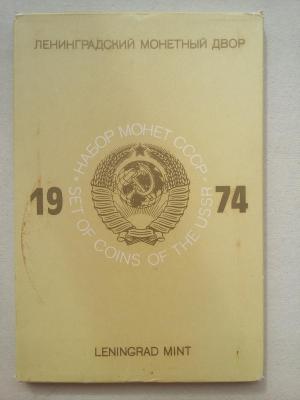 ЛЕНИНГРАДСКИЙ МОНЕТНЫЙ ДВОР
• НАБОР МОНЕТ СССР •
19 74
SET OF COINS OF THE USSR
LENINGRAD MINT